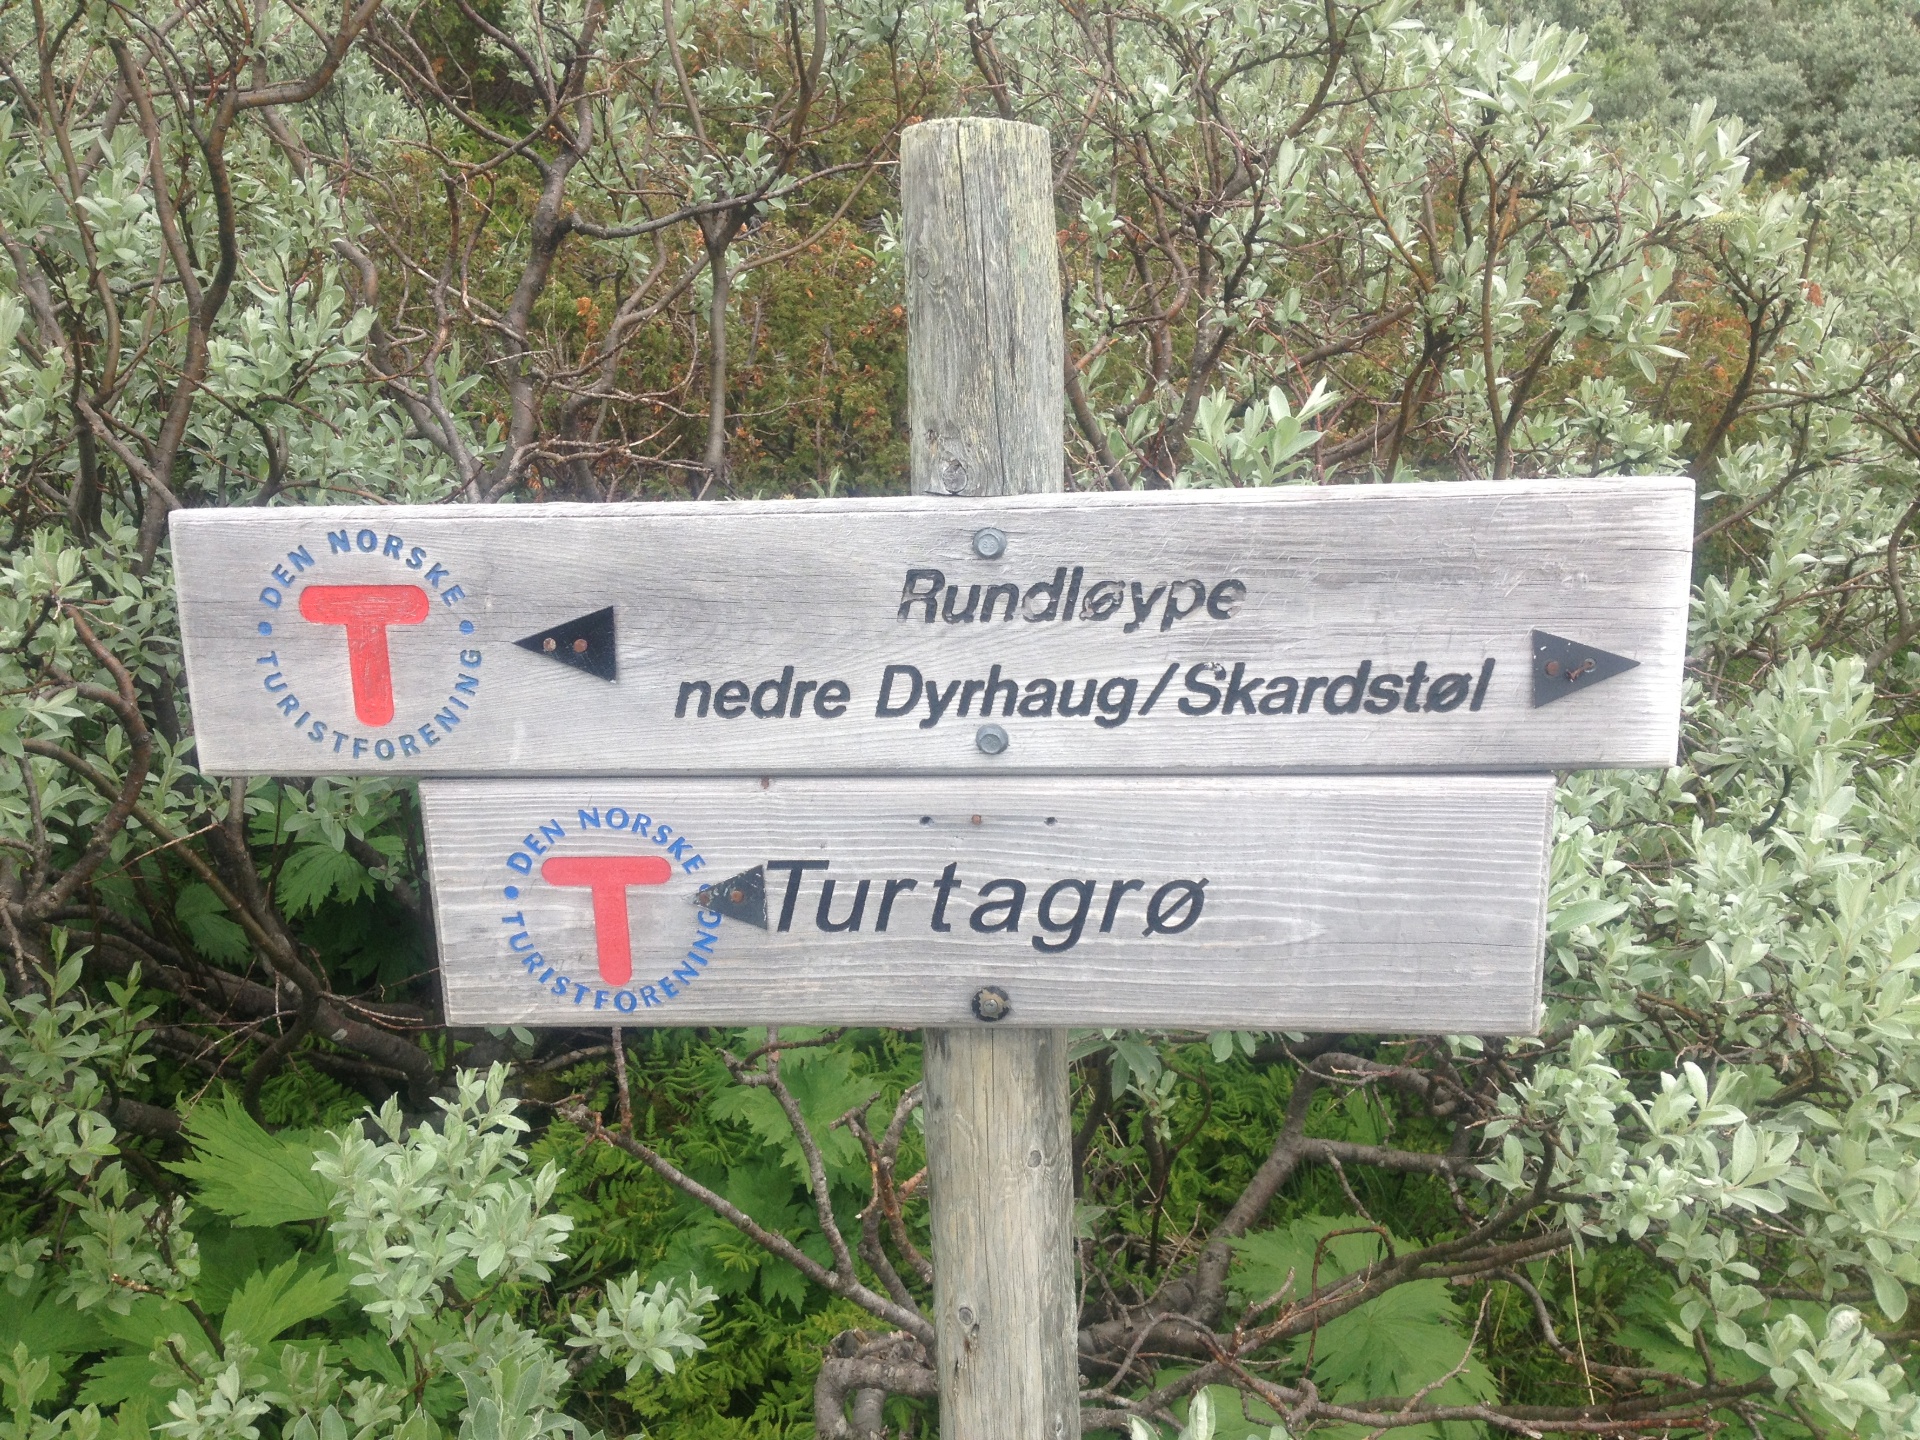 DEN NORSKE
TURISTFORENING
T
Rundløype
nedre Dyrhaug/Skardstøl
DEN NORSKE
TURISTFORENING
T
Turtagrø